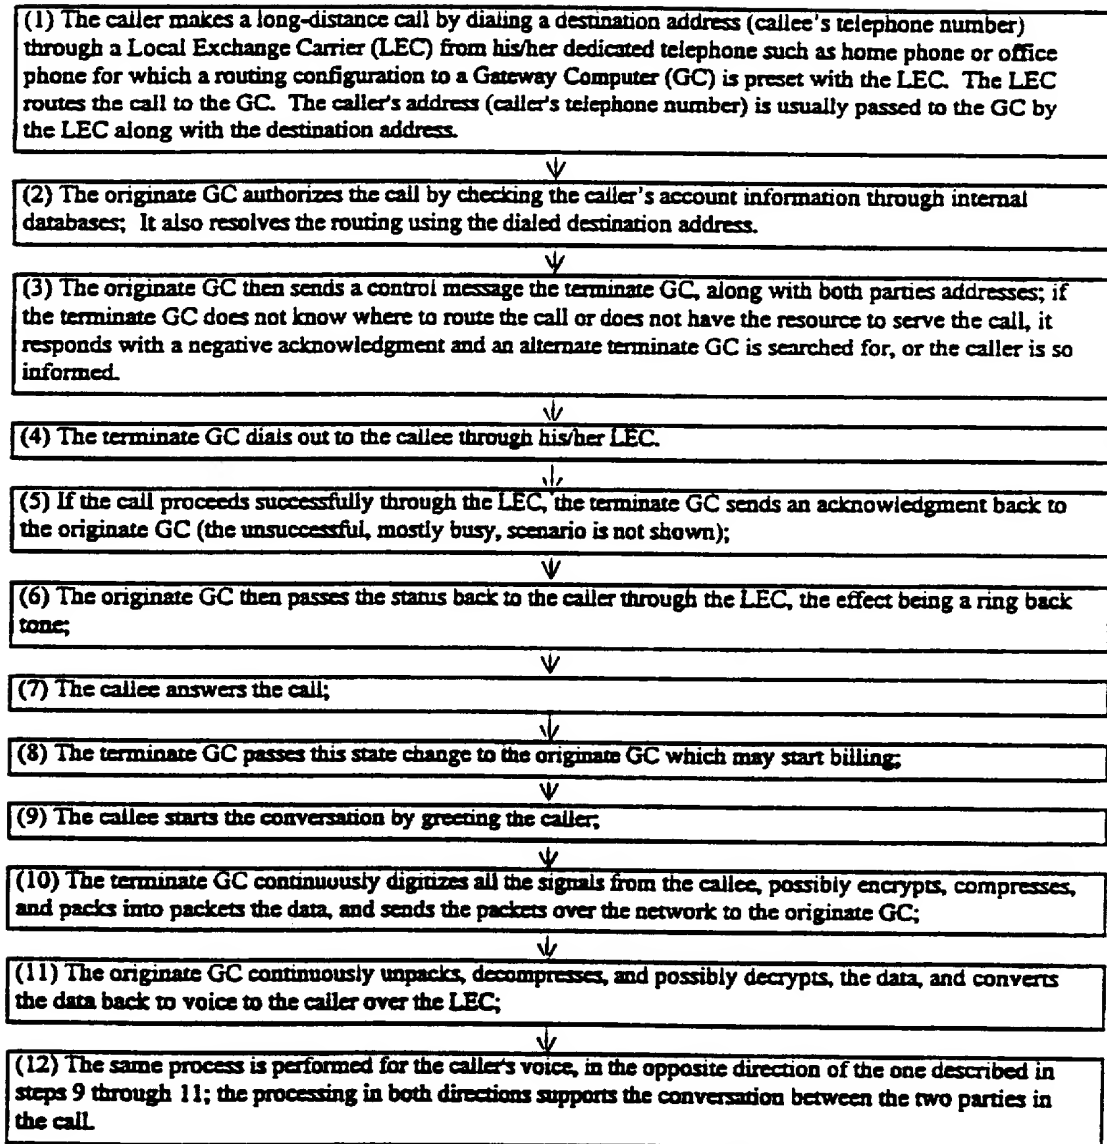 (1) The caller makes a long-distance call by dialing a destination address (callee's telephone number)
through a Local Exchange Carrier (LEC) from his/her dedicated telephone such as home phone or office
phone for which a routing configuration to a Gateway Computer (GC) is preset with the LEC. The LEC
routes the call to the GC. The caller's address (caller's telephone number) is usually passed to the GC by
the LEC along with the destination address.
(2) The originate GC authorizes the call by checking the caller's account information through internal
databases; It also resolves the routing using the dialed destination address.
(3) The originate GC then sends a control message the terminate GC, along with both parties addresses; if
the terminate GC does not know where to route the call or does not have the resource to serve the call, it
responds with a negative acknowledgment and an alternate terminate GC is searched for, or the caller is so
informed.
(4) The terminate GC dials out to the callee through his/her LEC.
(5) If the call proceeds successfully through the LEC, the terminate GC sends an acknowledgment back to
the originate GC (the unsuccessful, mostly busy, scenario is not shown);
(6) The originate GC then passes the status back to the caller through the LEC, the effect being a ring back
tone;
(7) The callee answers the call;
(8) The terminate GC passes this state change to the originate GC which may start billing;
(9) The callee starts the conversation by greeting the caller;
(10) The terminate GC continuously digitizes all the signals from the callee, possibly encrypts, compresses,
and packs into packets the data, and sends the packets over the network to the originate GC;
(11) The originate GC continuously unpacks, decompresses, and possibly decrypts, the data, and converts
the data back to voice to the caller over the LEC;
(12) The same process is performed for the caller's voice, in the opposite direction of the one described in
steps 9 through 11; the processing in both directions supports the conversation between the two parties in
the call.